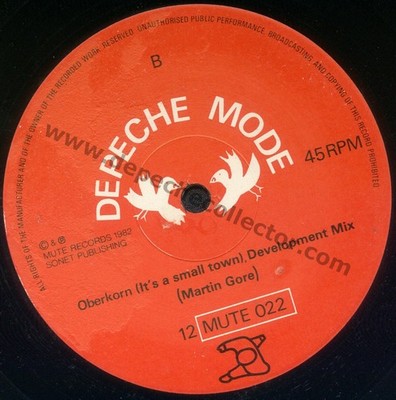 ALL RIGHTS OF THE MANUFACTURER AND OF THE OWNER OF THE RECORDED WORK RESERVED. UNAUTHORISED PUBLIC PERFORMANCE, BROADCASTING AND COPYING OF THIS RECORD PROHIBITED
B
DEPECHE MODE
www.depechecollector.com
45 RPM
© & ℗
MUTE RECORDS 1982
SONET PUBLISHING
Oberkorn (It's a small town), Development Mix
(Martin Gore)
12 MUTE 022